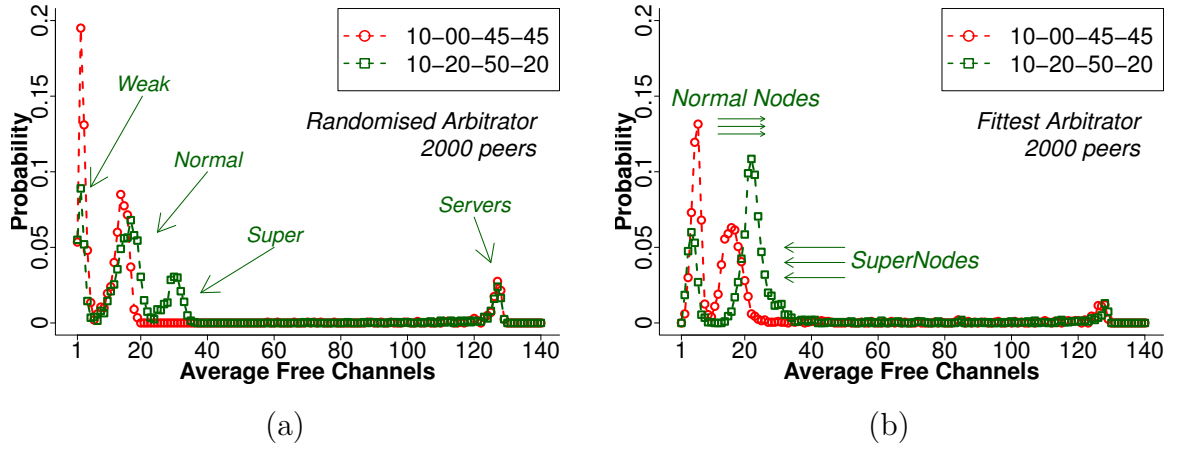 0.2
0.15
0.1
0.05
0
Probability
10-00-45-45
10-20-50-20
Weak
Randomised Arbitrator
2000 peers
Normal
Servers
Super
1 20 40 60 80 100 120 140
Average Free Channels
(a)
0.2
0.15
0.1
0.05
0
Probability
10-00-45-45
10-20-50-20
Normal Nodes
Fittest Arbitrator
2000 peers
SuperNodes
1 20 40 60 80 100 120 140
Average Free Channels
(b)